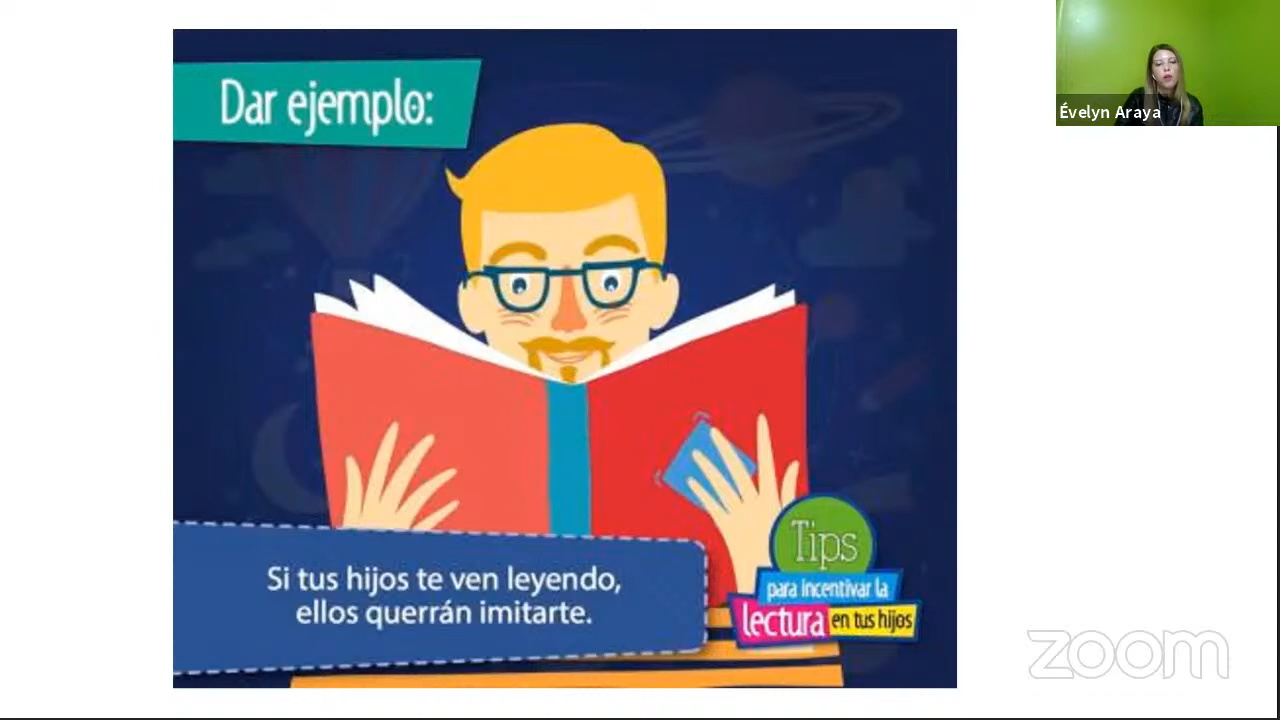 Dar ejemplo:
Évelyn Araya
Si tus hijos te ven leyendo,
ellos querrán imitarte.
Tips
para incentivar la
lectura en tus hijos
zoom